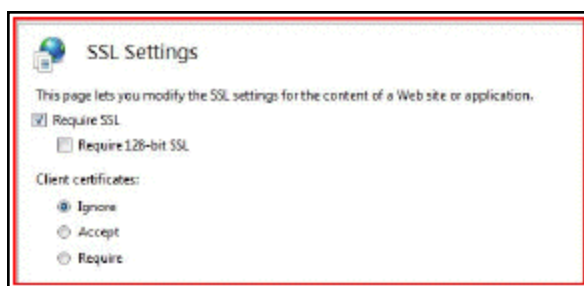 SSL Settings
This page lets you modify the SSL settings for the content of a Web site or application.
Require SSL
Require 128-bit SSL
Client certificates:
Ignore
Accept
Require